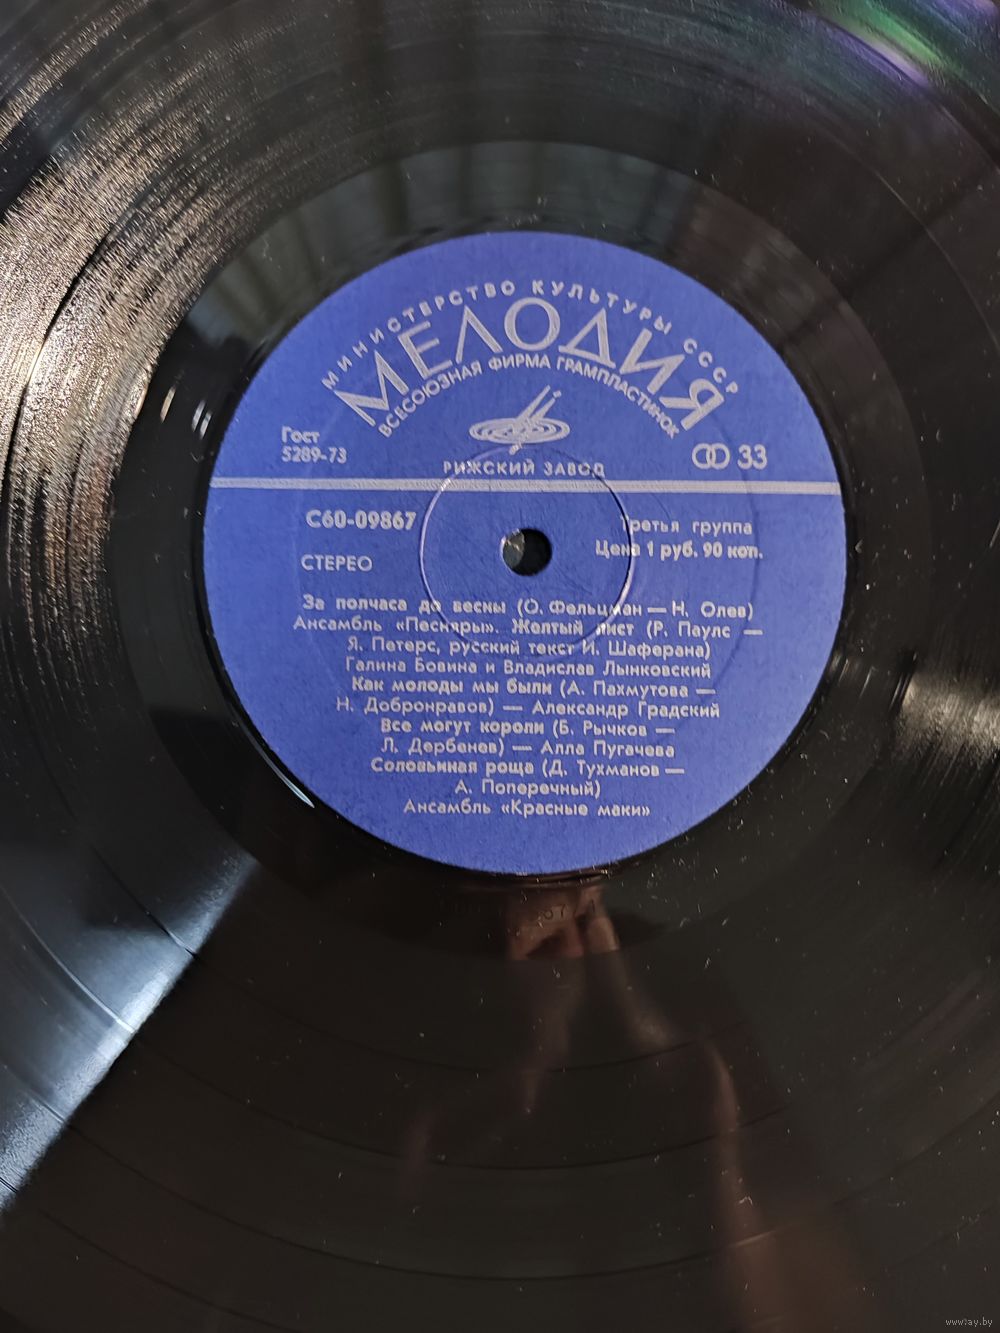 МИНИСТЕРСТВО КУЛЬТУРЫ СССР
МЕЛОДИЯ
ВСЕСОЮЗНАЯ ФИРМА ГРАМПЛАСТИНОК
Гост
5289-73
РИЖСКИЙ ЗАВОД
33
С60-09867
Третья группа
Цена 1 руб. 90 коп.
СТЕРЕО
За полчаса до весны (О. Фельцман — Н. Олев)
Ансамбль «Песняры». Желтый лист (Р. Паулс —
Я. Петерс, русский текст И. Шаферана)
Галина Бовина и Владислав Лынковский
Как молоды мы были (А. Пахмутова —
Н. Добронравов) — Александр Градский
Все могут короли (Б. Рычков —
Л. Дербенев) — Алла Пугачева
Соловьиная роща (Д. Тухманов —
А. Поперечный)
Ансамбль «Красные маки»
www.ay.by